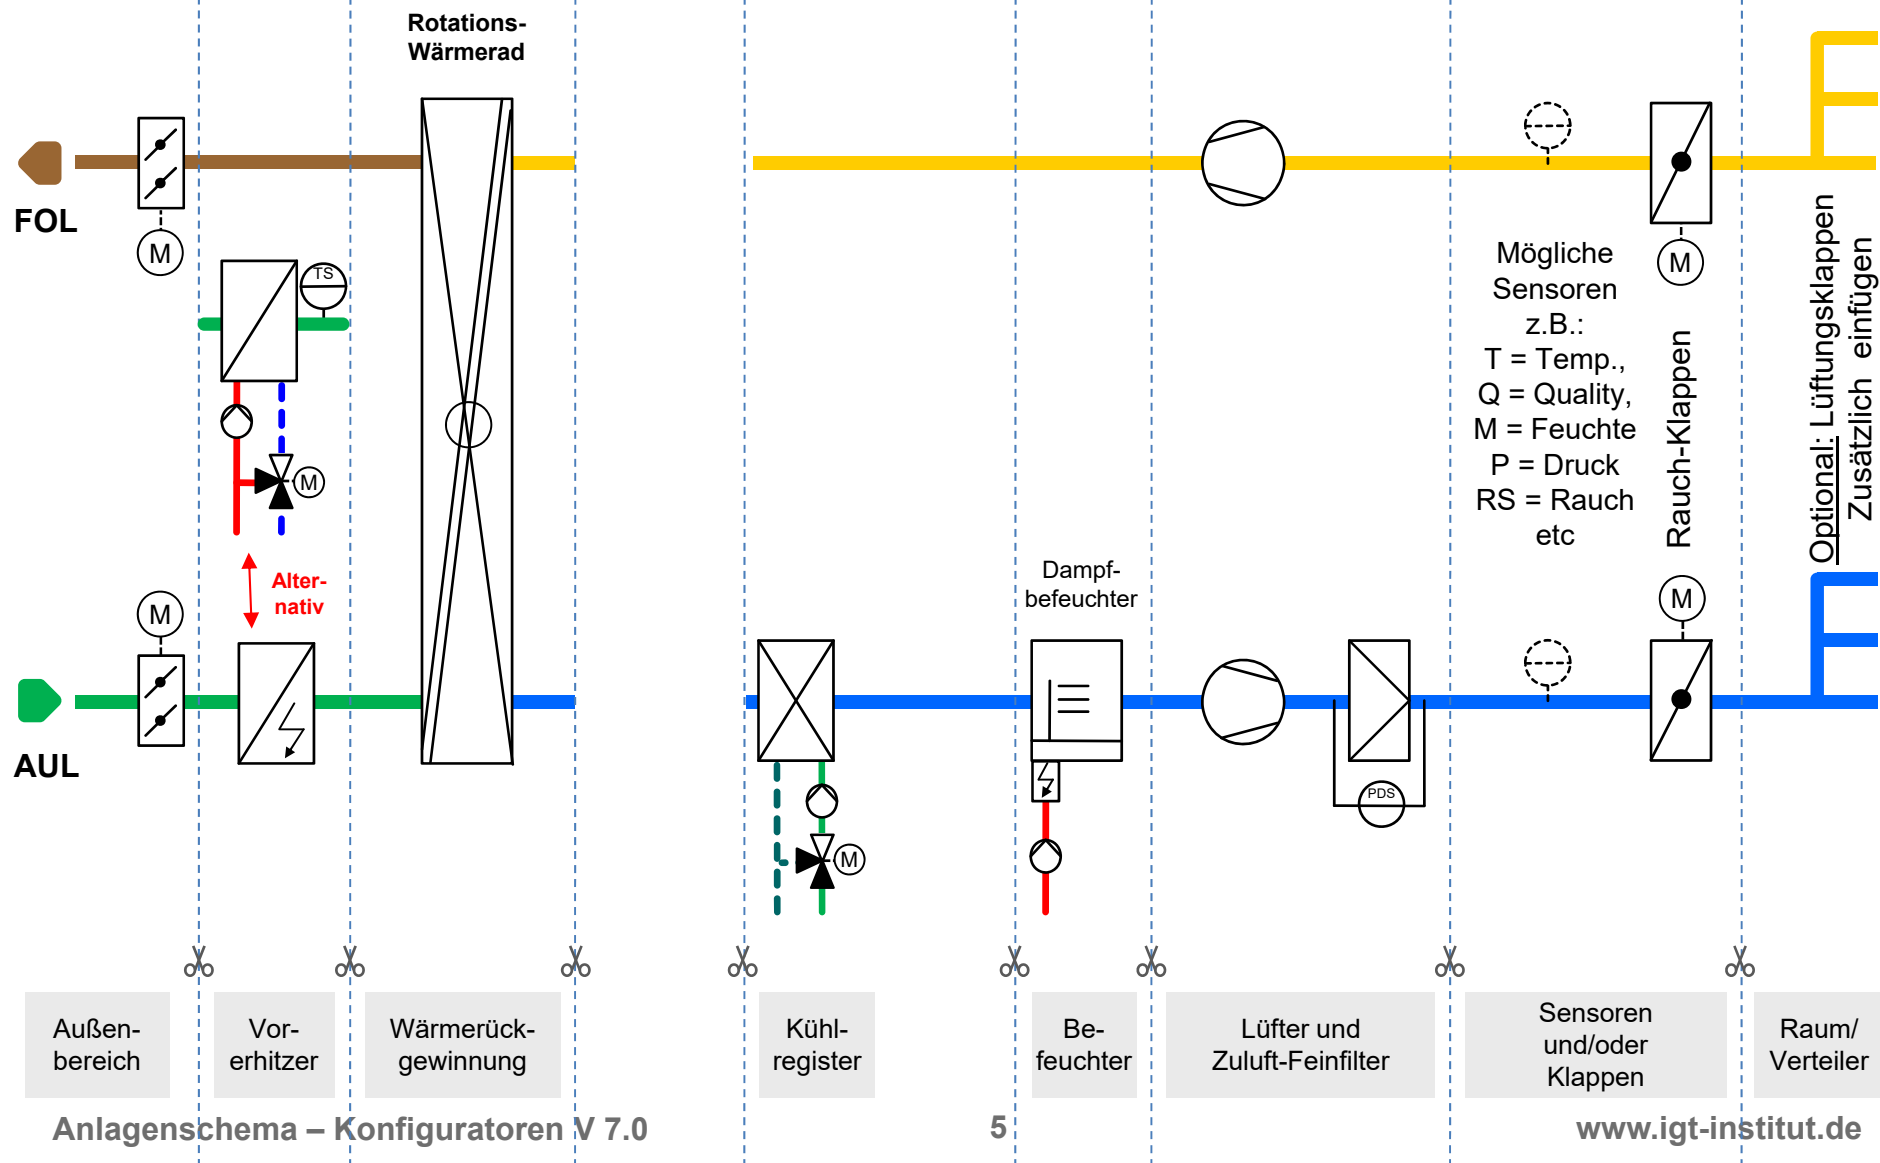 Rotations-
Wärmerad
FOL
M
TS
M
Alter-
nativ
M
AUL
M
Dampf-
befeuchter
PDS
Mögliche
Sensoren
z.B.:
T = Temp.,
Q = Quality,
M = Feuchte
P = Druck
RS = Rauch
etc
M
Rauch-Klappen
M
Optional: Lüftungsklappen
Zusätzlich einfügen
Außen-
bereich
Vor-
erhitzer
Wärmerück-
gewinnung
Kühl-
register
Be-
feuchter
Lüfter und
Zuluft-Feinfilter
Sensoren
und/oder
Klappen
Raum/
Verteiler
Anlagenschema – Konfiguratoren V 7.0
5
www.igt-institut.de